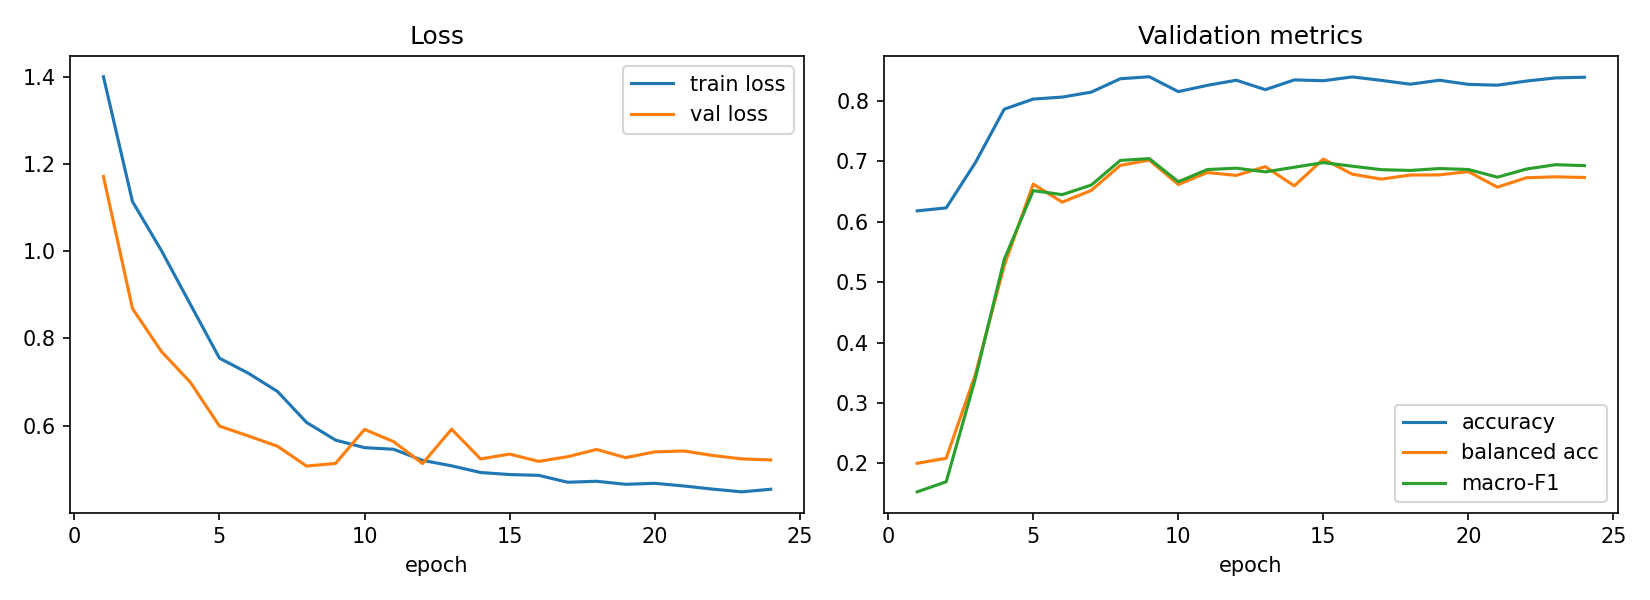 Loss
1.4
1.2
1.0
0.8
0.6
train loss
val loss
0 5 10 15 20 25
epoch
Validation metrics
0.8
0.7
0.6
0.5
0.4
0.3
0.2
accuracy
balanced acc
macro-F1
0 5 10 15 20 25
epoch